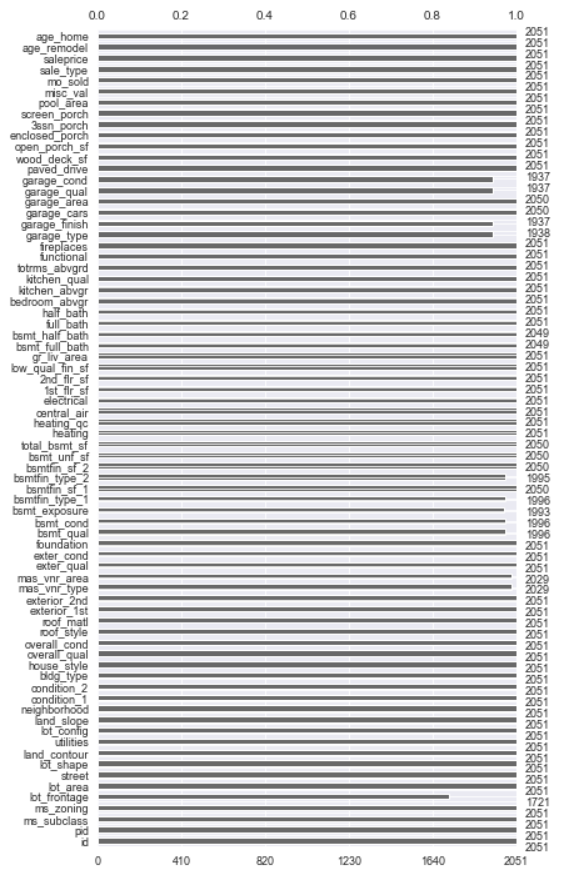 0.0 0.2 0.4 0.6 0.8 1.0
age_home 2051
age_remodel 2051
saleprice 2051
sale_type 2051
mo_sold 2051
misc_val 2051
pool_area 2051
screen_porch 2051
3ssn_porch 2051
enclosed_porch 2051
open_porch_sf 2051
wood_deck_sf 2051
paved_drive 2051
garage_cond 1937
garage_qual 1937
garage_area 2050
garage_cars 2050
garage_finish 1937
garage_type 1938
fireplaces 2051
functional 2051
totrms_abvgrd 2051
kitchen_qual 2051
kitchen_abvgr 2051
bedroom_abvgr 2051
half_bath 2051
full_bath 2051
bsmt_half_bath 2049
bsmt_full_bath 2049
gr_liv_area 2051
low_qual_fin_sf 2051
2nd_flr_sf 2051
1st_flr_sf 2051
electrical 2051
central_air 2051
heating_qc 2051
heating 2051
total_bsmt_sf 2050
bsmt_unf_sf 2050
bsmtfin_sf_2 2050
bsmtfin_type_2 1995
bsmtfin_sf_1 2050
bsmtfin_type_1 1996
bsmt_exposure 1993
bsmt_cond 1996
bsmt_qual 1996
foundation 2051
exter_cond 2051
exter_qual 2051
mas_vnr_area 2029
mas_vnr_type 2029
exterior_2nd 2051
exterior_1st 2051
roof_matl 2051
roof_style 2051
overall_cond 2051
overall_qual 2051
house_style 2051
bldg_type 2051
condition_2 2051
condition_1 2051
neighborhood 2051
land_slope 2051
lot_config 2051
utilities 2051
land_contour 2051
lot_shape 2051
street 2051
lot_area 2051
lot_frontage 1721
ms_zoning 2051
ms_subclass 2051
pid 2051
id 2051
0 410 820 1230 1640 2051